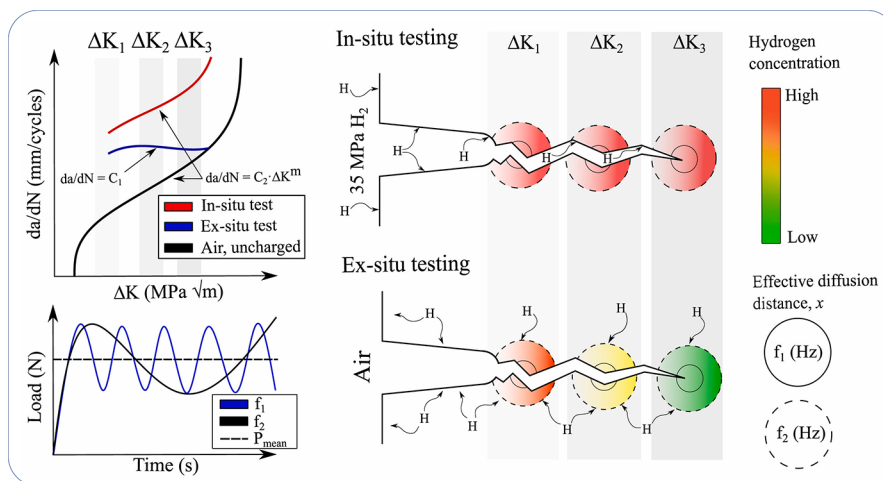 ΔK₁ ΔK₂ ΔK₃
da/dN (mm/cycles)
da/dN = C₁
da/dN = C₂·ΔKᵐ
In-situ test
Ex-situ test
Air, uncharged
ΔK (MPa √m)
Load (N)
f₁
f₂
Pmean
Time (s)
In-situ testing
ΔK₁ ΔK₂ ΔK₃
35 MPa H₂
H
H
H
H
H
H
Ex-situ testing
Air
H
H
H
H
H
H
H
H
H
H
Hydrogen
concentration
High
Low
Effective diffusion
distance, x
f₁ (Hz)
f₂ (Hz)